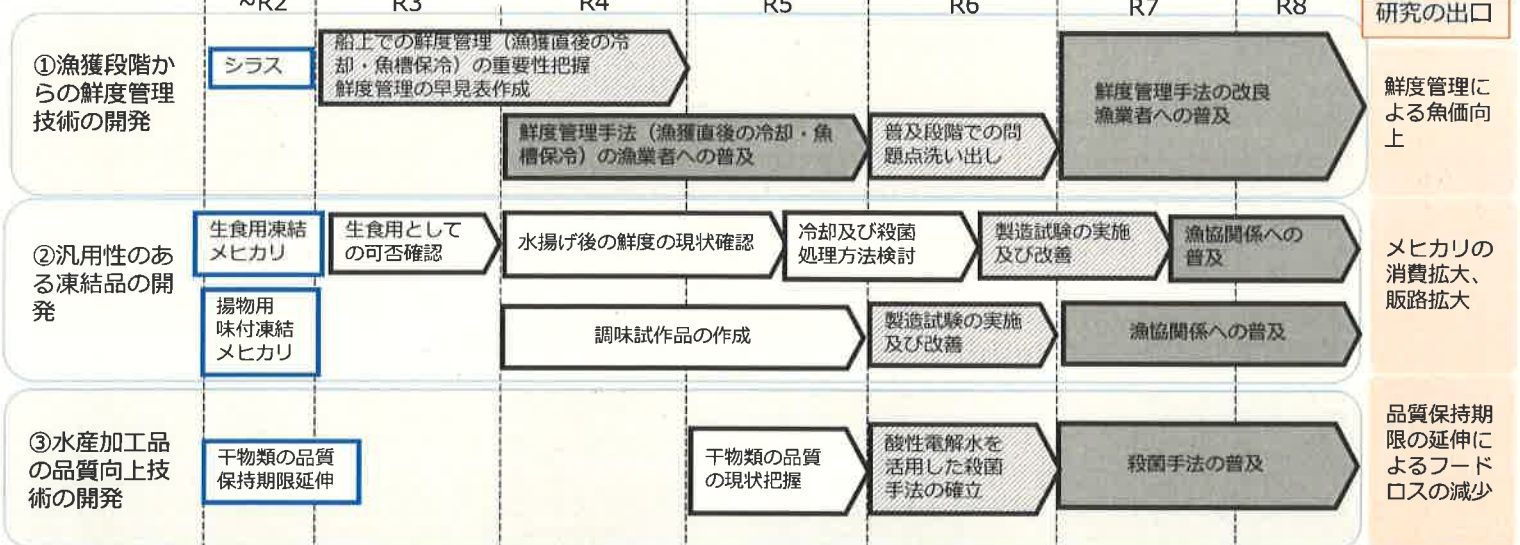 ~R2
R3
R4
R5
R6
R7
R8
研究の出口
①漁獲段階か
らの鮮度管理
技術の開発
シラス
船上での鮮度管理（漁獲直後の冷
却・魚槽保冷）の重要性把握
鮮度管理の早見表作成
鮮度管理手法（漁獲直後の冷却・魚
槽保冷）の漁業者への普及
普及段階での問
題点洗い出し
鮮度管理手法の改良
漁業者への普及
鮮度管理に
よる魚価向
上
②汎用性のあ
る凍結品の開
発
生食用凍結
メヒカリ
生食用として
の可否確認
水揚げ後の鮮度の現状確認
冷却及び殺菌
処理方法検討
製造試験の実施
及び改善
漁協関係への
普及
揚物用
味付凍結
メヒカリ
調味試作品の作成
製造試験の実施
及び改善
漁協関係への普及
メヒカリの
消費拡大、
販路拡大
③水産加工品
の品質向上技
術の開発
干物類の品質
保持期限延伸
干物類の品質
の現状把握
酸性電解水を
活用した殺菌
手法の確立
殺菌手法の普及
品質保持期
限の延伸に
よるフード
ロスの減少